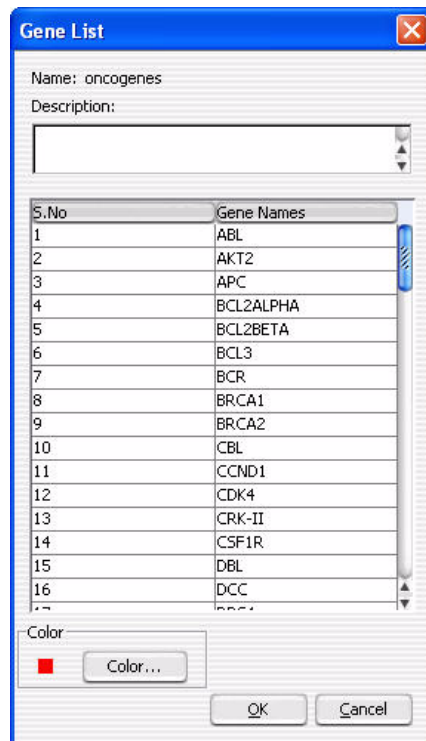 Gene List
Name: oncogenes
Description:
S.No Gene Names
1 ABL
2 AKT2
3 APC
4 BCL2ALPHA
5 BCL2BETA
6 BCL3
7 BCR
8 BRCA1
9 BRCA2
10 CBL
11 CCND1
12 CDK4
13 CRK-II
14 CSF1R
15 DBL
16 DCC
Color
Color...
OK Cancel